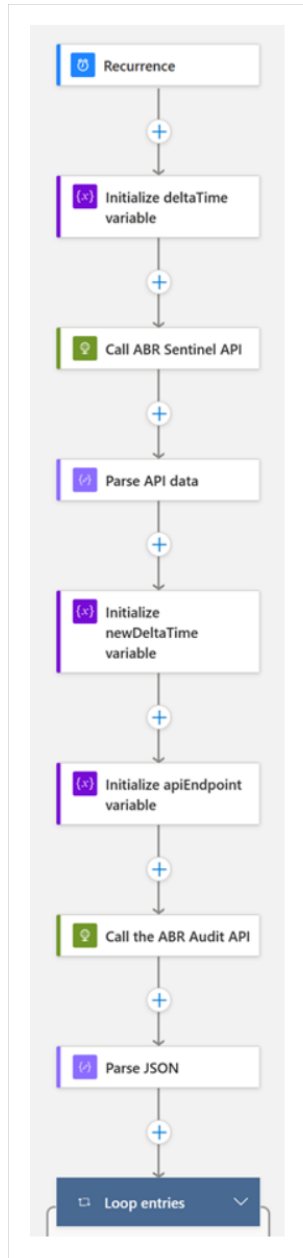 Recurrence
Initialize deltaTime
variable
Call ABR Sentinel API
Parse API data
Initialize
newDeltaTime
variable
Initialize apiEndpoint
variable
Call the ABR Audit API
Parse JSON
Loop entries